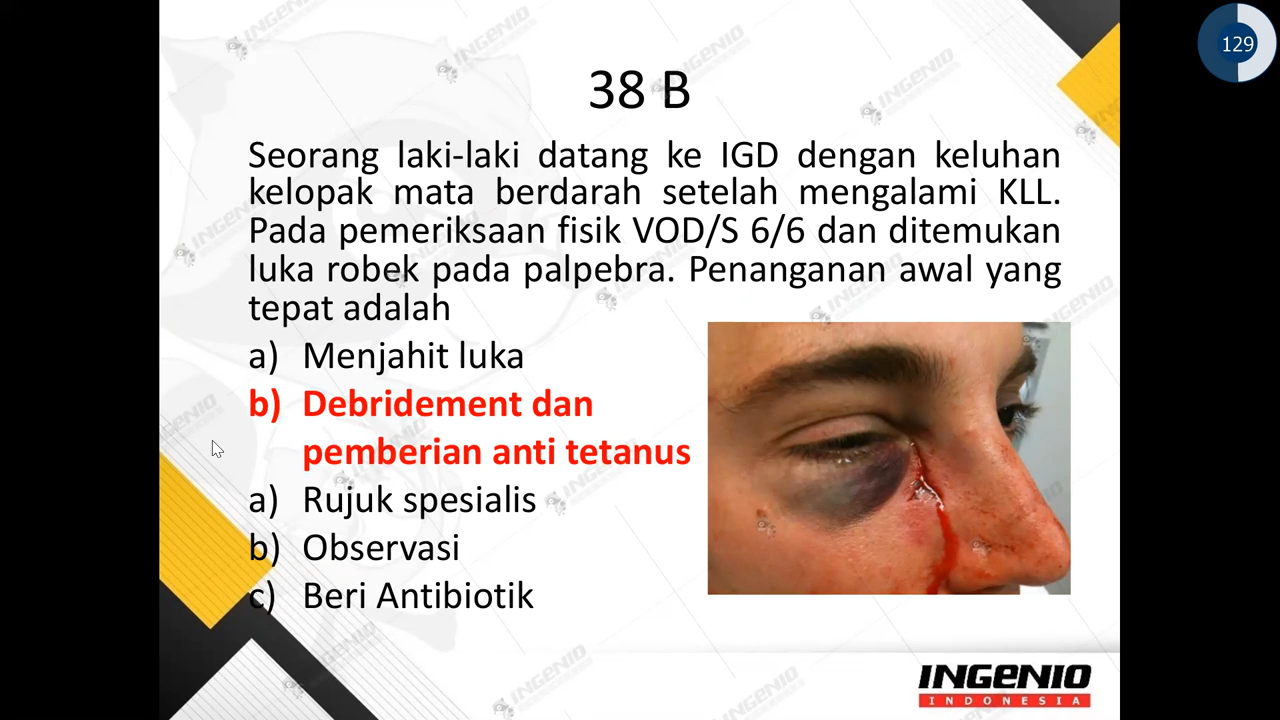 129
38 B
Seorang laki-laki datang ke IGD dengan keluhan
kelopak mata berdarah setelah mengalami KLL.
Pada pemeriksaan fisik VOD/S 6/6 dan ditemukan
luka robek pada palpebra. Penanganan awal yang
tepat adalah
a) Menjahit luka
b) Debridement dan
pemberian anti tetanus
a) Rujuk spesialis
b) Observasi
c) Beri Antibiotik
INGENIO
INDONESIA